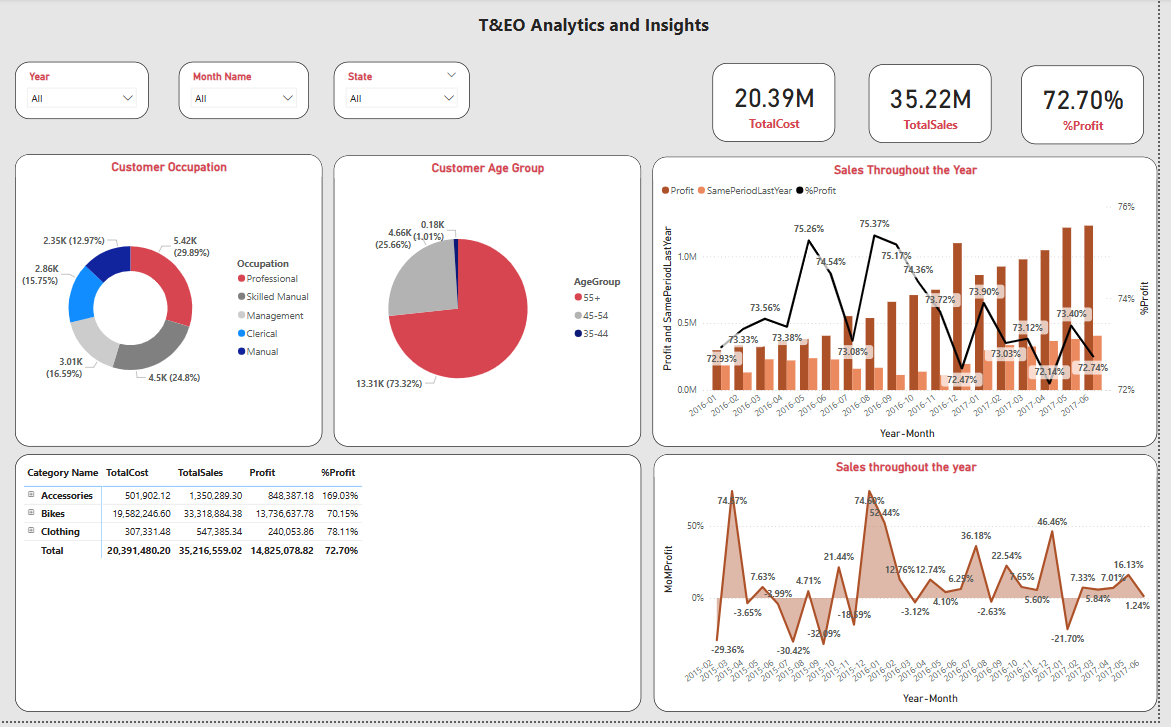 T&EO Analytics and Insights
Year
All
Month Name
All
State
All
20.39M
TotalCost
35.22M
TotalSales
72.70%
%Profit
Customer Occupation
5.42K
(29.89%)
4.5K (24.8%)
3.01K
(16.59%)
2.86K
(15.75%)
2.35K (12.97%)
Occupation
Professional
Skilled Manual
Management
Clerical
Manual
Customer Age Group
0.18K
(1.01%)
4.66K
(25.66%)
13.31K (73.32%)
AgeGroup
55+
45-54
35-44
Sales Throughout the Year
Profit SamePeriodLastYear %Profit
Profit and SamePeriodLastYear
1.0M
0.5M
0.0M
76%
74%
72%
%Profit
72.93%
73.33%
73.56%
73.38%
75.26%
74.54%
73.08%
75.37%
75.17%
74.36%
73.72%
72.47%
73.90%
73.03%
73.12%
72.14%
73.40%
72.74%
2016-01
2016-02
2016-03
2016-04
2016-05
2016-06
2016-07
2016-08
2016-09
2016-10
2016-11
2016-12
2017-01
2017-02
2017-03
2017-04
2017-05
2017-06
Year-Month
Category Name TotalCost TotalSales Profit %Profit
Accessories 501,902.12 1,350,289.30 848,387.18 169.03%
Bikes 19,582,246.60 33,318,884.38 13,736,637.78 70.15%
Clothing 307,331.48 547,385.34 240,053.86 78.11%
Total 20,391,480.20 35,216,559.02 14,825,078.82 72.70%
Sales throughout the year
MoMProfit
50%
0%
-29.36%
-3.65%
7.63%
-3.99%
-30.42%
4.71%
21.44%
-18.59%
52.44%
12.76%
-3.12%
12.74%
4.10%
6.29%
36.18%
-2.63%
22.54%
7.65%
5.60%
46.46%
-21.70%
7.33%
5.84%
7.01%
16.13%
1.24%
2015-02
2015-03
2015-04
2015-05
2015-06
2015-07
2015-08
2015-09
2015-10
2015-11
2015-12
2016-01
2016-02
2016-03
2016-04
2016-05
2016-06
2016-07
2016-08
2016-09
2016-10
2016-11
2016-12
2017-01
2017-02
2017-03
2017-04
2017-05
2017-06
Year-Month